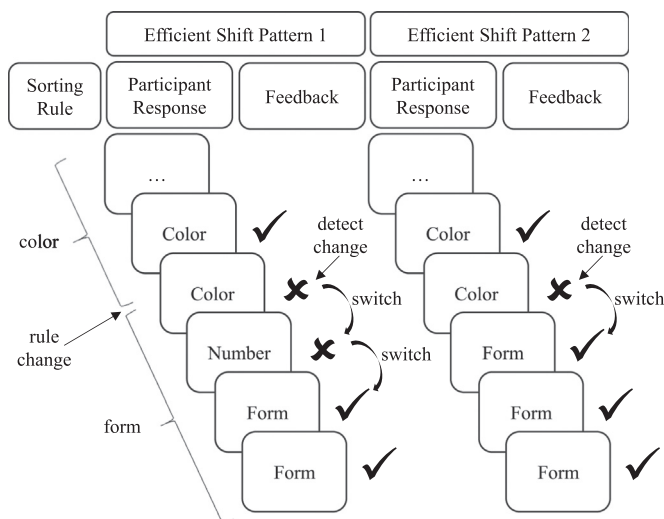 Efficient Shift Pattern 1 Efficient Shift Pattern 2
Sorting Rule Participant Response Feedback Participant Response Feedback
... ...
Color Color
detect change detect change
color
Color switch Color switch
rule change
Number switch Form
form
Form Form
Form Form